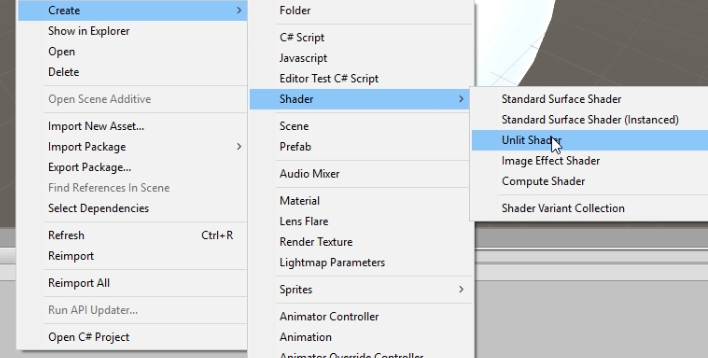 Create
Show in Explorer
Open
Delete
Open Scene Additive
Import New Asset...
Import Package
Export Package...
Find References In Scene
Select Dependencies
Refresh Ctrl+R
Reimport
Reimport All
Run API Updater...
Open C# Project
Folder
C# Script
Javascript
Editor Test C# Script
Shader
Scene
Prefab
Audio Mixer
Material
Lens Flare
Render Texture
Lightmap Parameters
Sprites
Animator Controller
Animation
Animator Override Controller
Standard Surface Shader
Standard Surface Shader (Instanced)
Unlit Shader
Image Effect Shader
Compute Shader
Shader Variant Collection